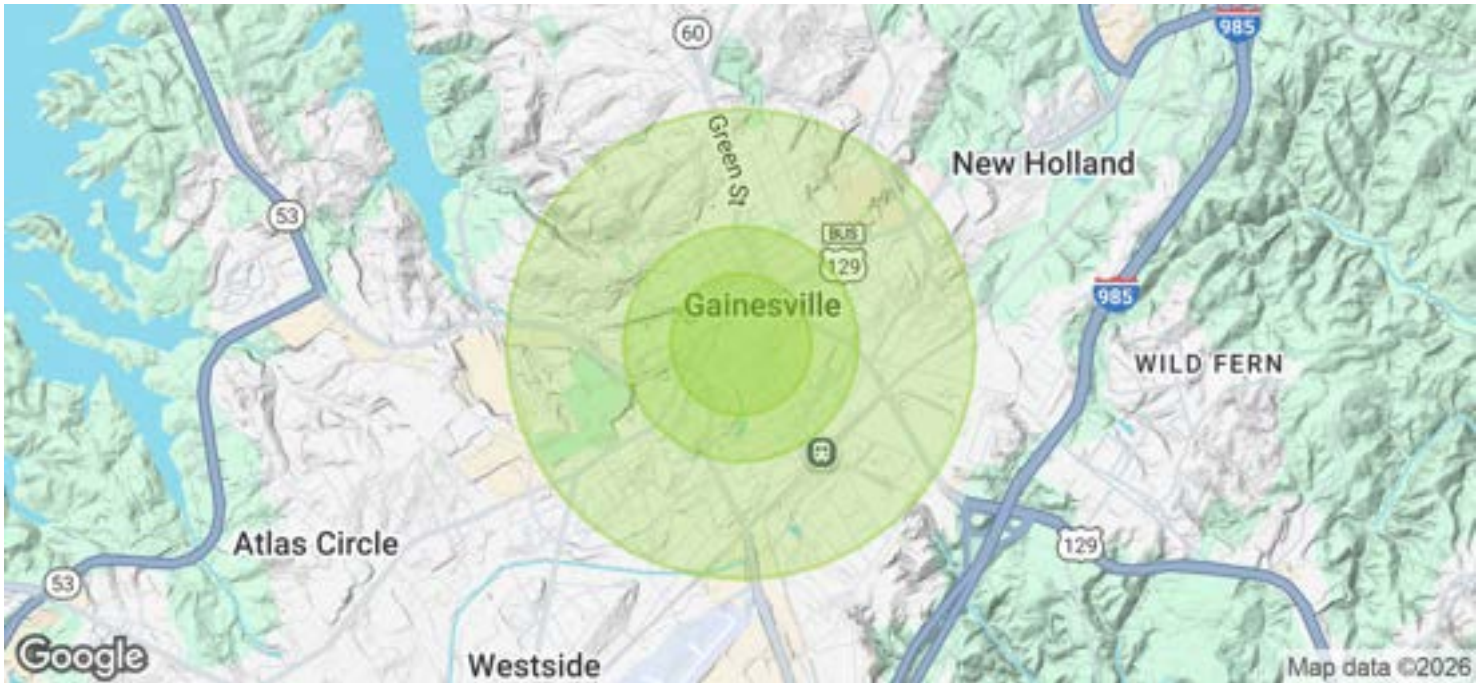 60
985
Green St
New Holland
53
BUS
129
Gainesville
985
WILD FERN
Atlas Circle
129
53
Google
Westside
Map data ©2026